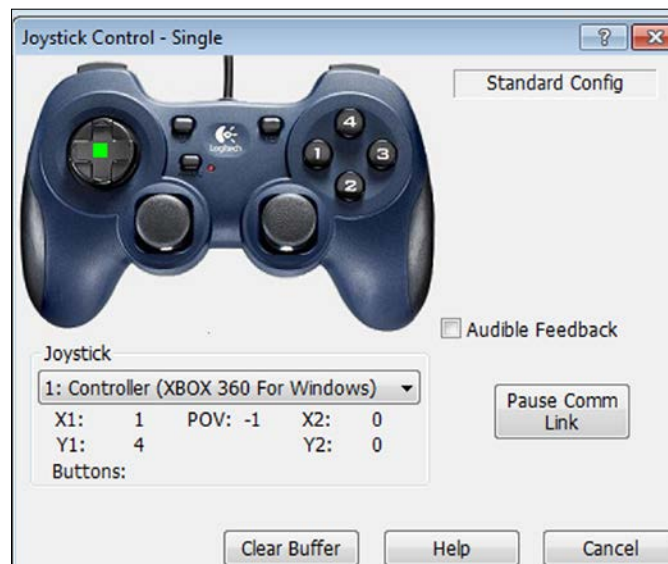 Joystick Control - Single
?
Standard Config
4
1
3
2
Logitech
Audible Feedback
Joystick
1: Controller (XBOX 360 For Windows)
X1: 1 POV: -1 X2: 0
Y1: 4 Y2: 0
Buttons:
Pause Comm
Link
Clear Buffer Help Cancel